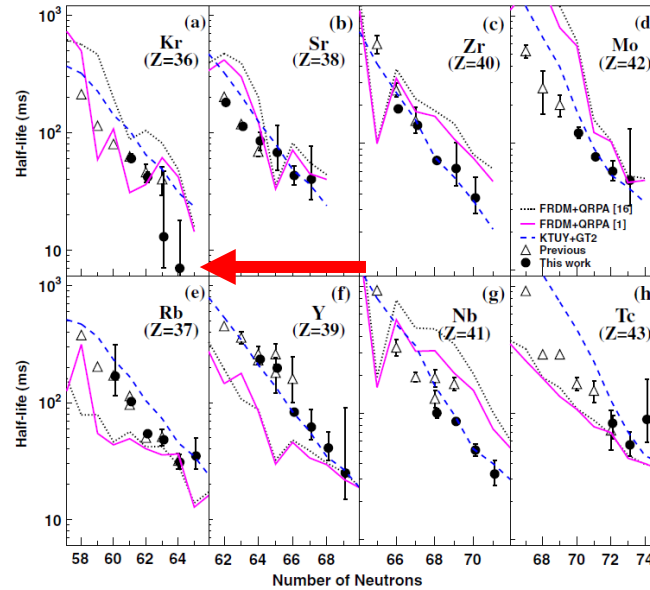 (a)
Kr
(Z=36)
(b)
Sr
(Z=38)
(c)
Zr
(Z=40)
(d)
Mo
(Z=42)
10³
10²
10
Half-life (ms)
FRDM+QRPA [16]
FRDM+QRPA [1]
KTUY+GT2
Previous
This work
(e)
Rb
(Z=37)
(f)
Y
(Z=39)
(g)
Nb
(Z=41)
(h)
Tc
(Z=43)
10³
10²
10
Half-life (ms)
58 60 62 64 62 64 66 68 66 68 70 68 70 72 74
Number of Neutrons